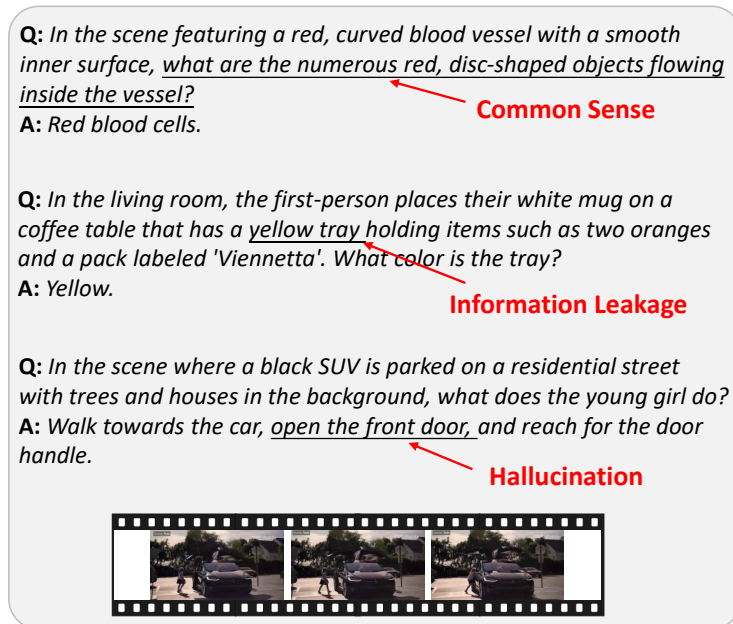 Q: In the scene featuring a red, curved blood vessel with a smooth
inner surface, what are the numerous red, disc-shaped objects flowing
inside the vessel?
Common Sense
A: Red blood cells.
Q: In the living room, the first-person places their white mug on a
coffee table that has a yellow tray holding items such as two oranges
and a pack labeled 'Viennetta'. What color is the tray?
A: Yellow.
Information Leakage
Q: In the scene where a black SUV is parked on a residential street
with trees and houses in the background, what does the young girl do?
A: Walk towards the car, open the front door, and reach for the door
handle.
Hallucination